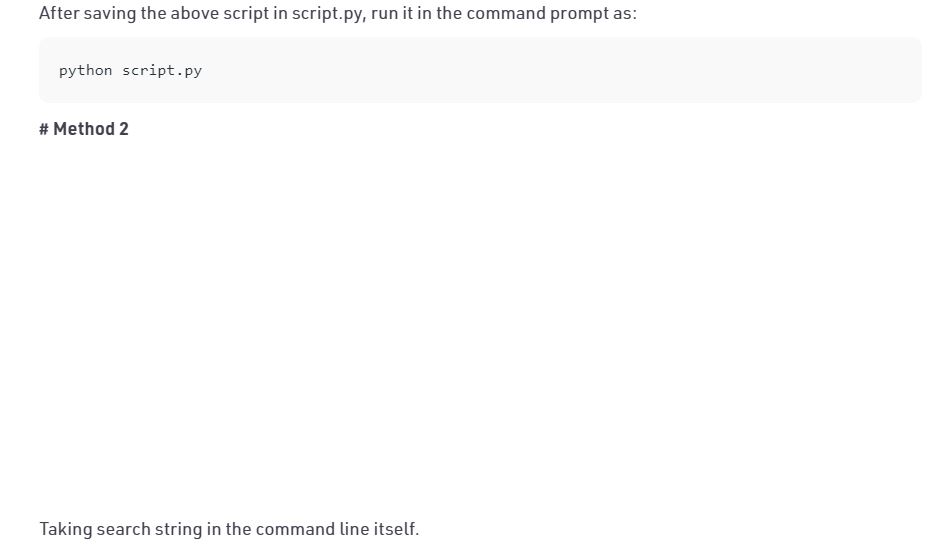 After saving the above script in script.py, run it in the command prompt as:
python script.py
# Method 2
Taking search string in the command line itself.